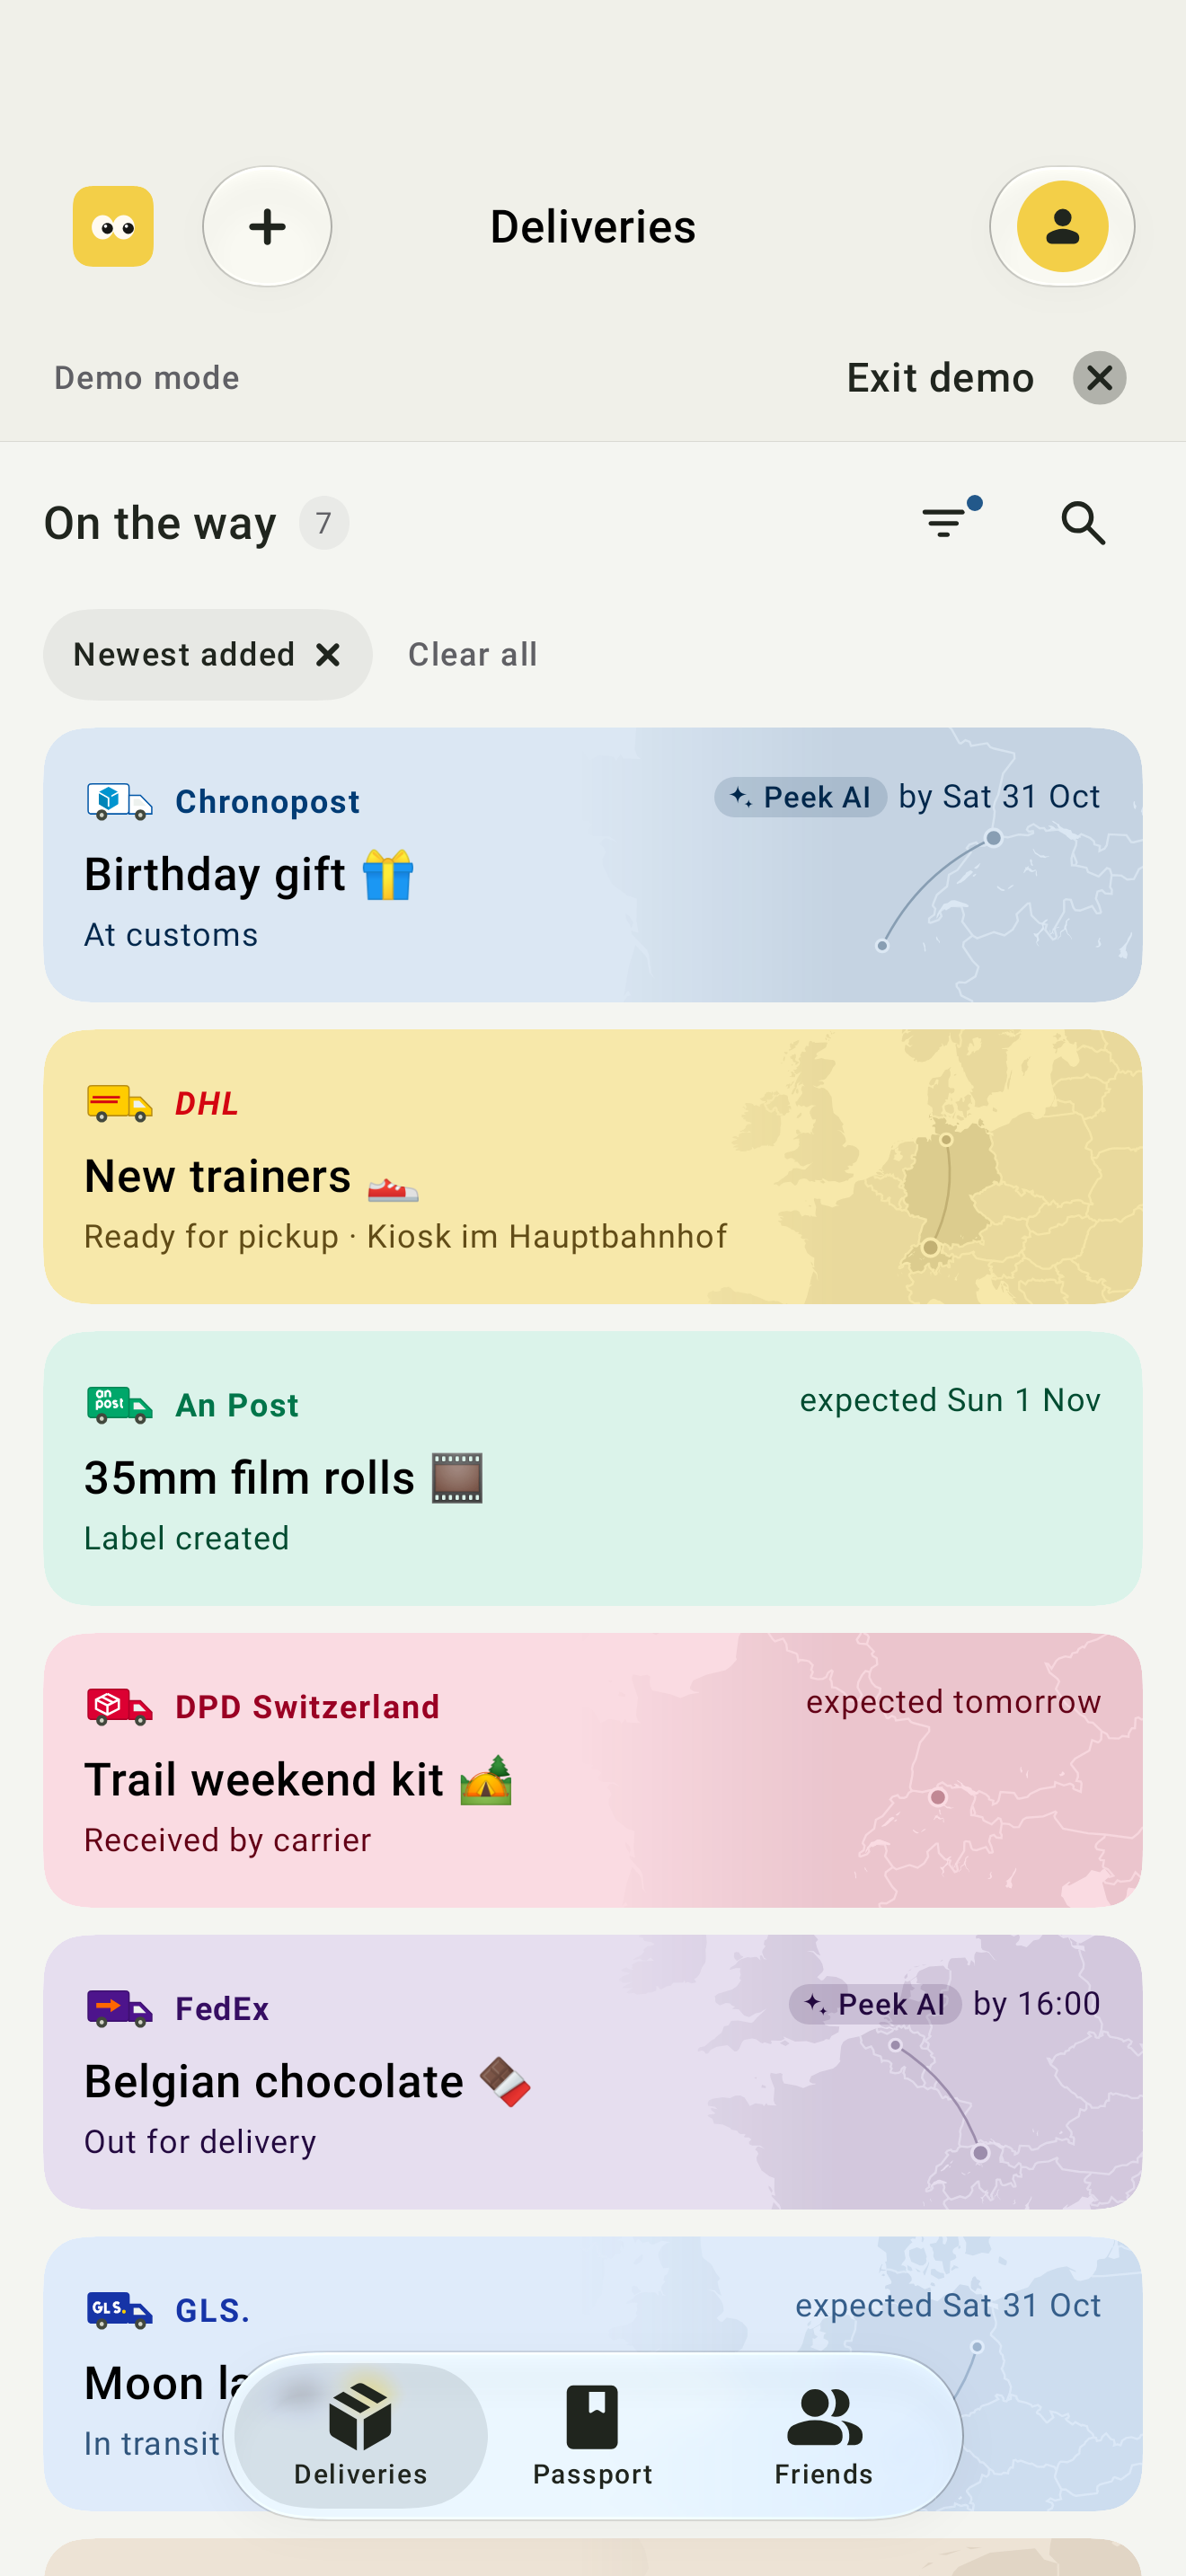 Deliveries
Demo mode
Exit demo
On the way 7
Newest added
Clear all
Chronopost
Peek AI by Sat 31 Oct
Birthday gift
At customs
DHL
New trainers
Ready for pickup · Kiosk im Hauptbahnhof
an post
An Post
expected Sun 1 Nov
35mm film rolls
Label created
DPD Switzerland
expected tomorrow
Trail weekend kit
Received by carrier
FedEx
Peek AI by 16:00
Belgian chocolate
Out for delivery
GLS.
GLS.
expected Sat 31 Oct
Moon
In transit
Deliveries
Passport
Friends